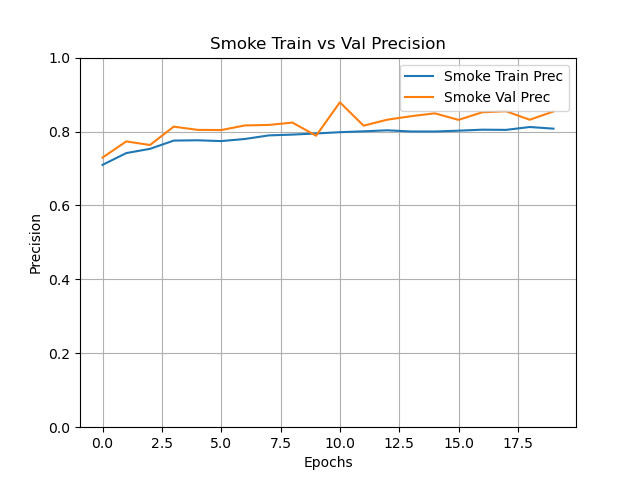 Smoke Train vs Val Precision
1.0
0.8
0.6
0.4
0.2
0.0
Precision
Smoke Train Prec
Smoke Val Prec
0.0 2.5 5.0 7.5 10.0 12.5 15.0 17.5
Epochs